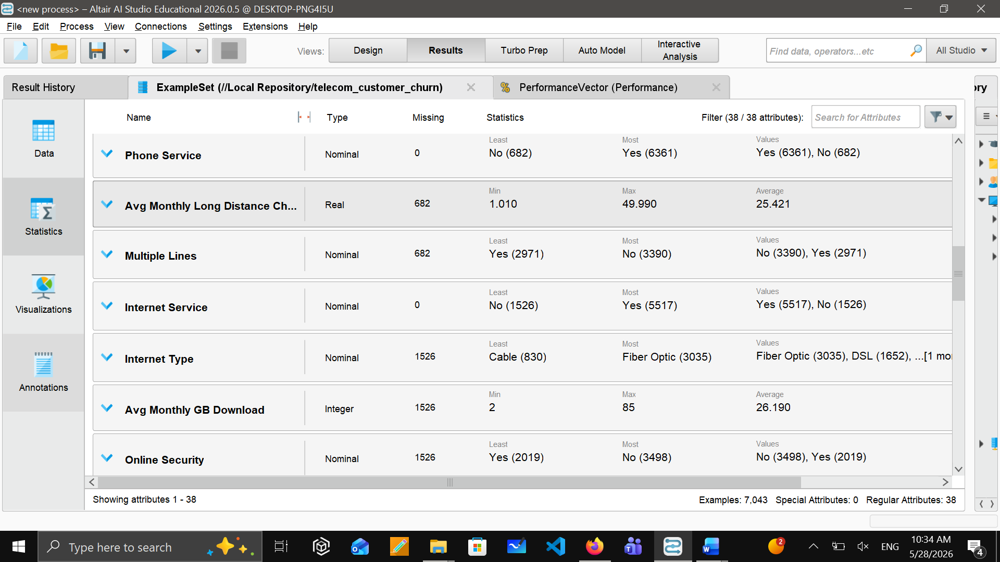 <new process> – Altair AI Studio Educational 2026.0.5 @ DESKTOP-PNG4I5U
File Edit Process View Connections Settings Extensions Help
Views: Design Results Turbo Prep Auto Model Interactive Analysis
Find data, operators...etc All Studio
Result History ExampleSet (//Local Repository/telecom_customer_churn) PerformanceVector (Performance) ory
Data
Statistics
Visualizations
Annotations
Name Type Missing Statistics Filter (38 / 38 attributes): Search for Attributes
Least Most Values
Phone Service Nominal 0 No (682) Yes (6361) Yes (6361), No (682)
Min Max Average
Avg Monthly Long Distance Ch... Real 682 1.010 49.990 25.421
Least Most Values
Multiple Lines Nominal 682 Yes (2971) No (3390) No (3390), Yes (2971)
Least Most Values
Internet Service Nominal 0 No (1526) Yes (5517) Yes (5517), No (1526)
Least Most Values
Internet Type Nominal 1526 Cable (830) Fiber Optic (3035) Fiber Optic (3035), DSL (1652), ...[1 mo
Min Max Average
Avg Monthly GB Download Integer 1526 2 85 26.190
Least Most Values
Online Security Nominal 1526 Yes (2019) No (3498) No (3498), Yes (2019)
Showing attributes 1 - 38 Examples: 7,043 Special Attributes: 0 Regular Attributes: 38
Type here to search 2 ENG 10:34 AM
5/28/2026 4